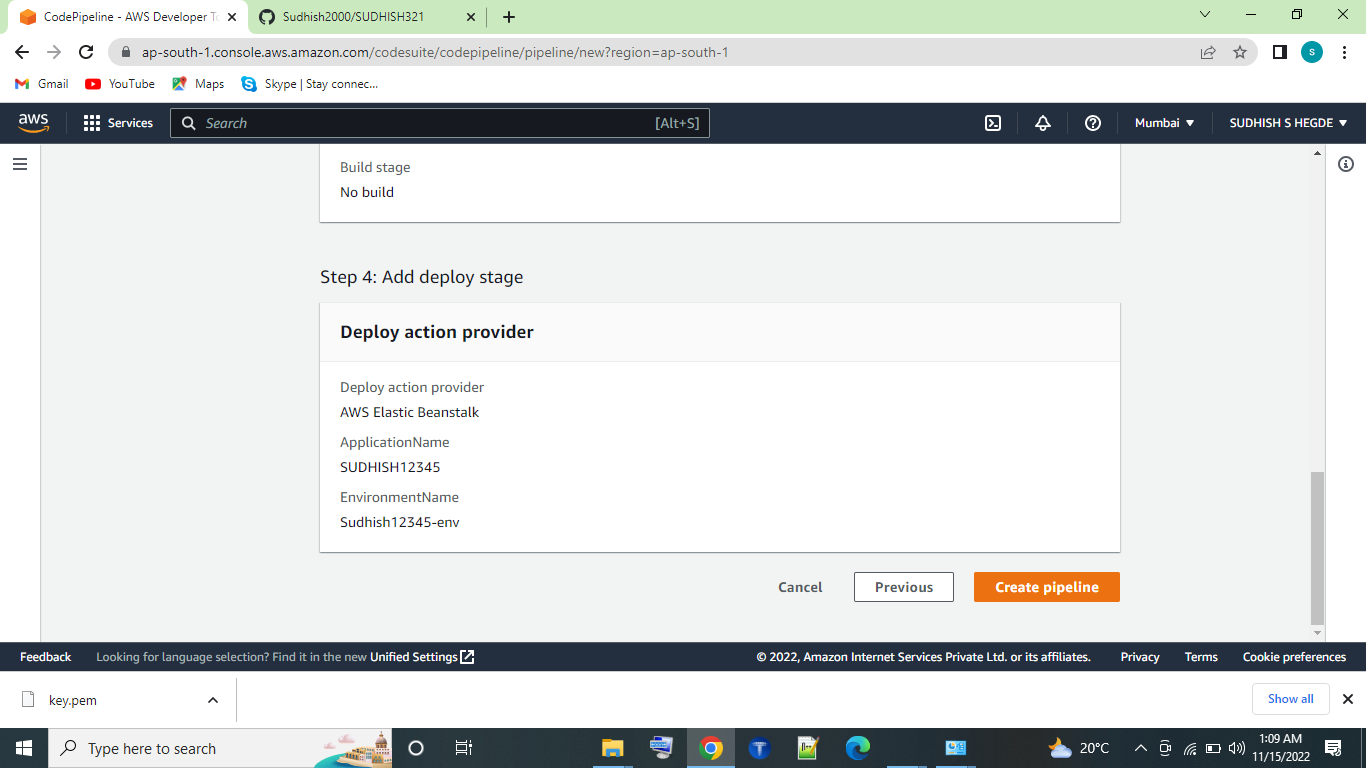 CodePipeline - AWS Developer To
Sudhish2000/SUDHISH321
ap-south-1.console.aws.amazon.com/codesuite/codepipeline/pipeline/new?region=ap-south-1
S
Gmail
YouTube
Maps
Skype | Stay connec...
aws
Services
Search
[Alt+S]
Mumbai
SUDHISH S HEGDE
Build stage
No build
Step 4: Add deploy stage
Deploy action provider
Deploy action provider
AWS Elastic Beanstalk
ApplicationName
SUDHISH12345
EnvironmentName
Sudhish12345-env
Cancel
Previous
Create pipeline
Feedback
Looking for language selection? Find it in the new Unified Settings
© 2022, Amazon Internet Services Private Ltd. or its affiliates.
Privacy
Terms
Cookie preferences
key.pem
Show all
Type here to search
20°C
1:09 AM
11/15/2022